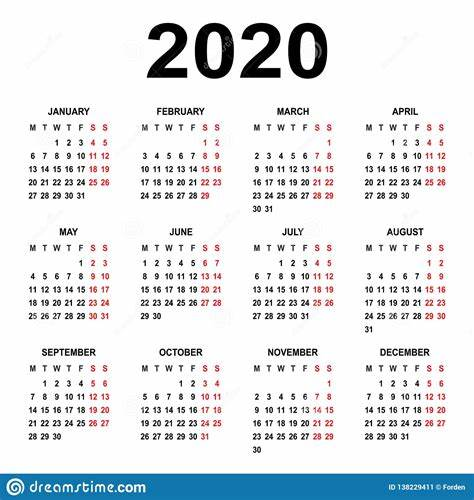 2020
JANUARY
M T W T F S S
1 2 3 4 5
6 7 8 9 10 11 12
13 14 15 16 17 18 19
20 21 22 23 24 25 26
27 28 29 30 31
FEBRUARY
M T W T F S S
1 2
3 4 5 6 7 8 9
10 11 12 13 14 15 16
17 18 19 20 21 22 23
24 25 26 27 28 29
MARCH
M T W T F S S
1
2 3 4 5 6 7 8
9 10 11 12 13 14 15
16 17 18 19 20 21 22
23 24 25 26 27 28 29
30 31
APRIL
M T W T F S S
1 2 3 4 5
6 7 8 9 10 11 12
13 14 15 16 17 18 19
20 21 22 23 24 25 26
27 28 29 30
MAY
M T W T F S S
1 2 3
4 5 6 7 8 9 10
11 12 13 14 15 16 17
18 19 20 21 22 23 24
25 26 27 28 29 30 31
JUNE
M T W T F S S
1 2 3 4 5 6 7
8 9 10 11 12 13 14
15 16 17 18 19 20 21
22 23 24 25 26 27 28
29 30
JULY
M T W T F S S
1 2 3 4 5
6 7 8 9 10 11 12
13 14 15 16 17 18 19
20 21 22 23 24 25 26
27 28 29 30 31
AUGUST
M T W T F S S
1 2
3 4 5 6 7 8 9
10 11 12 13 14 15 16
17 18 19 20 21 22 23
24 25 26 27 28 29 30
31
SEPTEMBER
M T W T F S S
1 2 3 4 5 6
7 8 9 10 11 12 13
14 15 16 17 18 19 20
21 22 23 24 25 26 27
28 29 30
OCTOBER
M T W T F S S
1 2 3 4
5 6 7 8 9 10 11
12 13 14 15 16 17 18
19 20 21 22 23 24 25
26 27 28 29 30 31
NOVEMBER
M T W T F S S
1
2 3 4 5 6 7 8
9 10 11 12 13 14 15
16 17 18 19 20 21 22
23 24 25 26 27 28 29
30
DECEMBER
M T W T F S S
1 2 3 4 5 6
7 8 9 10 11 12 13
14 15 16 17 18 19 20
21 22 23 24 25 26 27
28 29 30 31
dreamstime.com
ID 138229411 © Forden